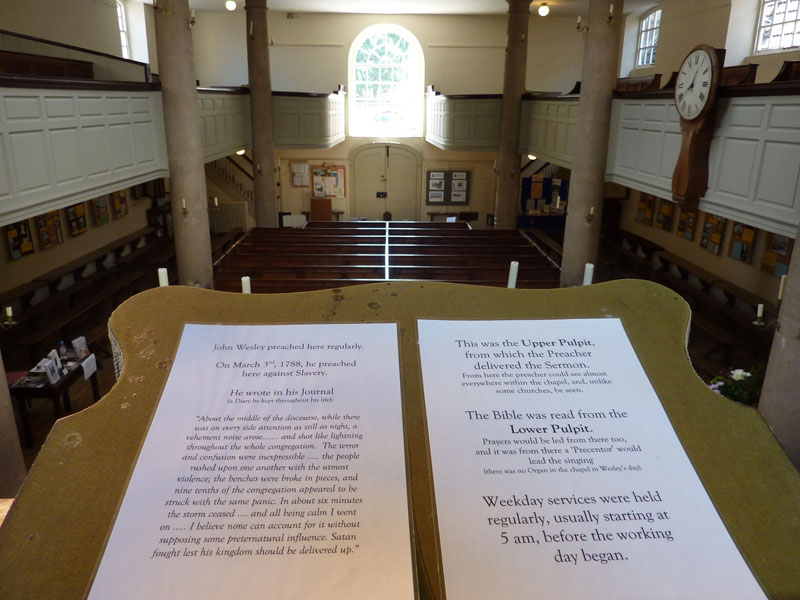 John Wesley preached here regularly.
On March 3rd, 1788, he preached
here against Slavery.
He wrote in his Journal
(a Diary he kept throughout his life)
"About the middle of the discourse, while there
was on every side attention as still as night, a
vehement noise arose....... and shot like lightning
throughout the whole congregation. The terror
and confusion were inexpressible ..... the people
rushed upon one another with the utmost
violence; the benches were broke in pieces, and
nine tenths of the congregation appeared to be
struck with the same panic. In about six minutes
the storm ceased .... and all being calm I went
on ..... I believe none can account for it without
supposing some preternatural influence. Satan
fought lest his kingdom should be delivered up."
This was the Upper Pulpit,
from which the Preacher
delivered the Sermon.
From here the preacher could see almost
everywhere within the chapel, and, unlike
some churches, be seen.
The Bible was read from the
Lower Pulpit.
Prayers would be led from there too,
and it was from there a 'Precentor' would
lead the singing
(there was no Organ in the chapel in Wesley's day).
Weekday services were held
regularly, usually starting at
5 am, before the working
day began.